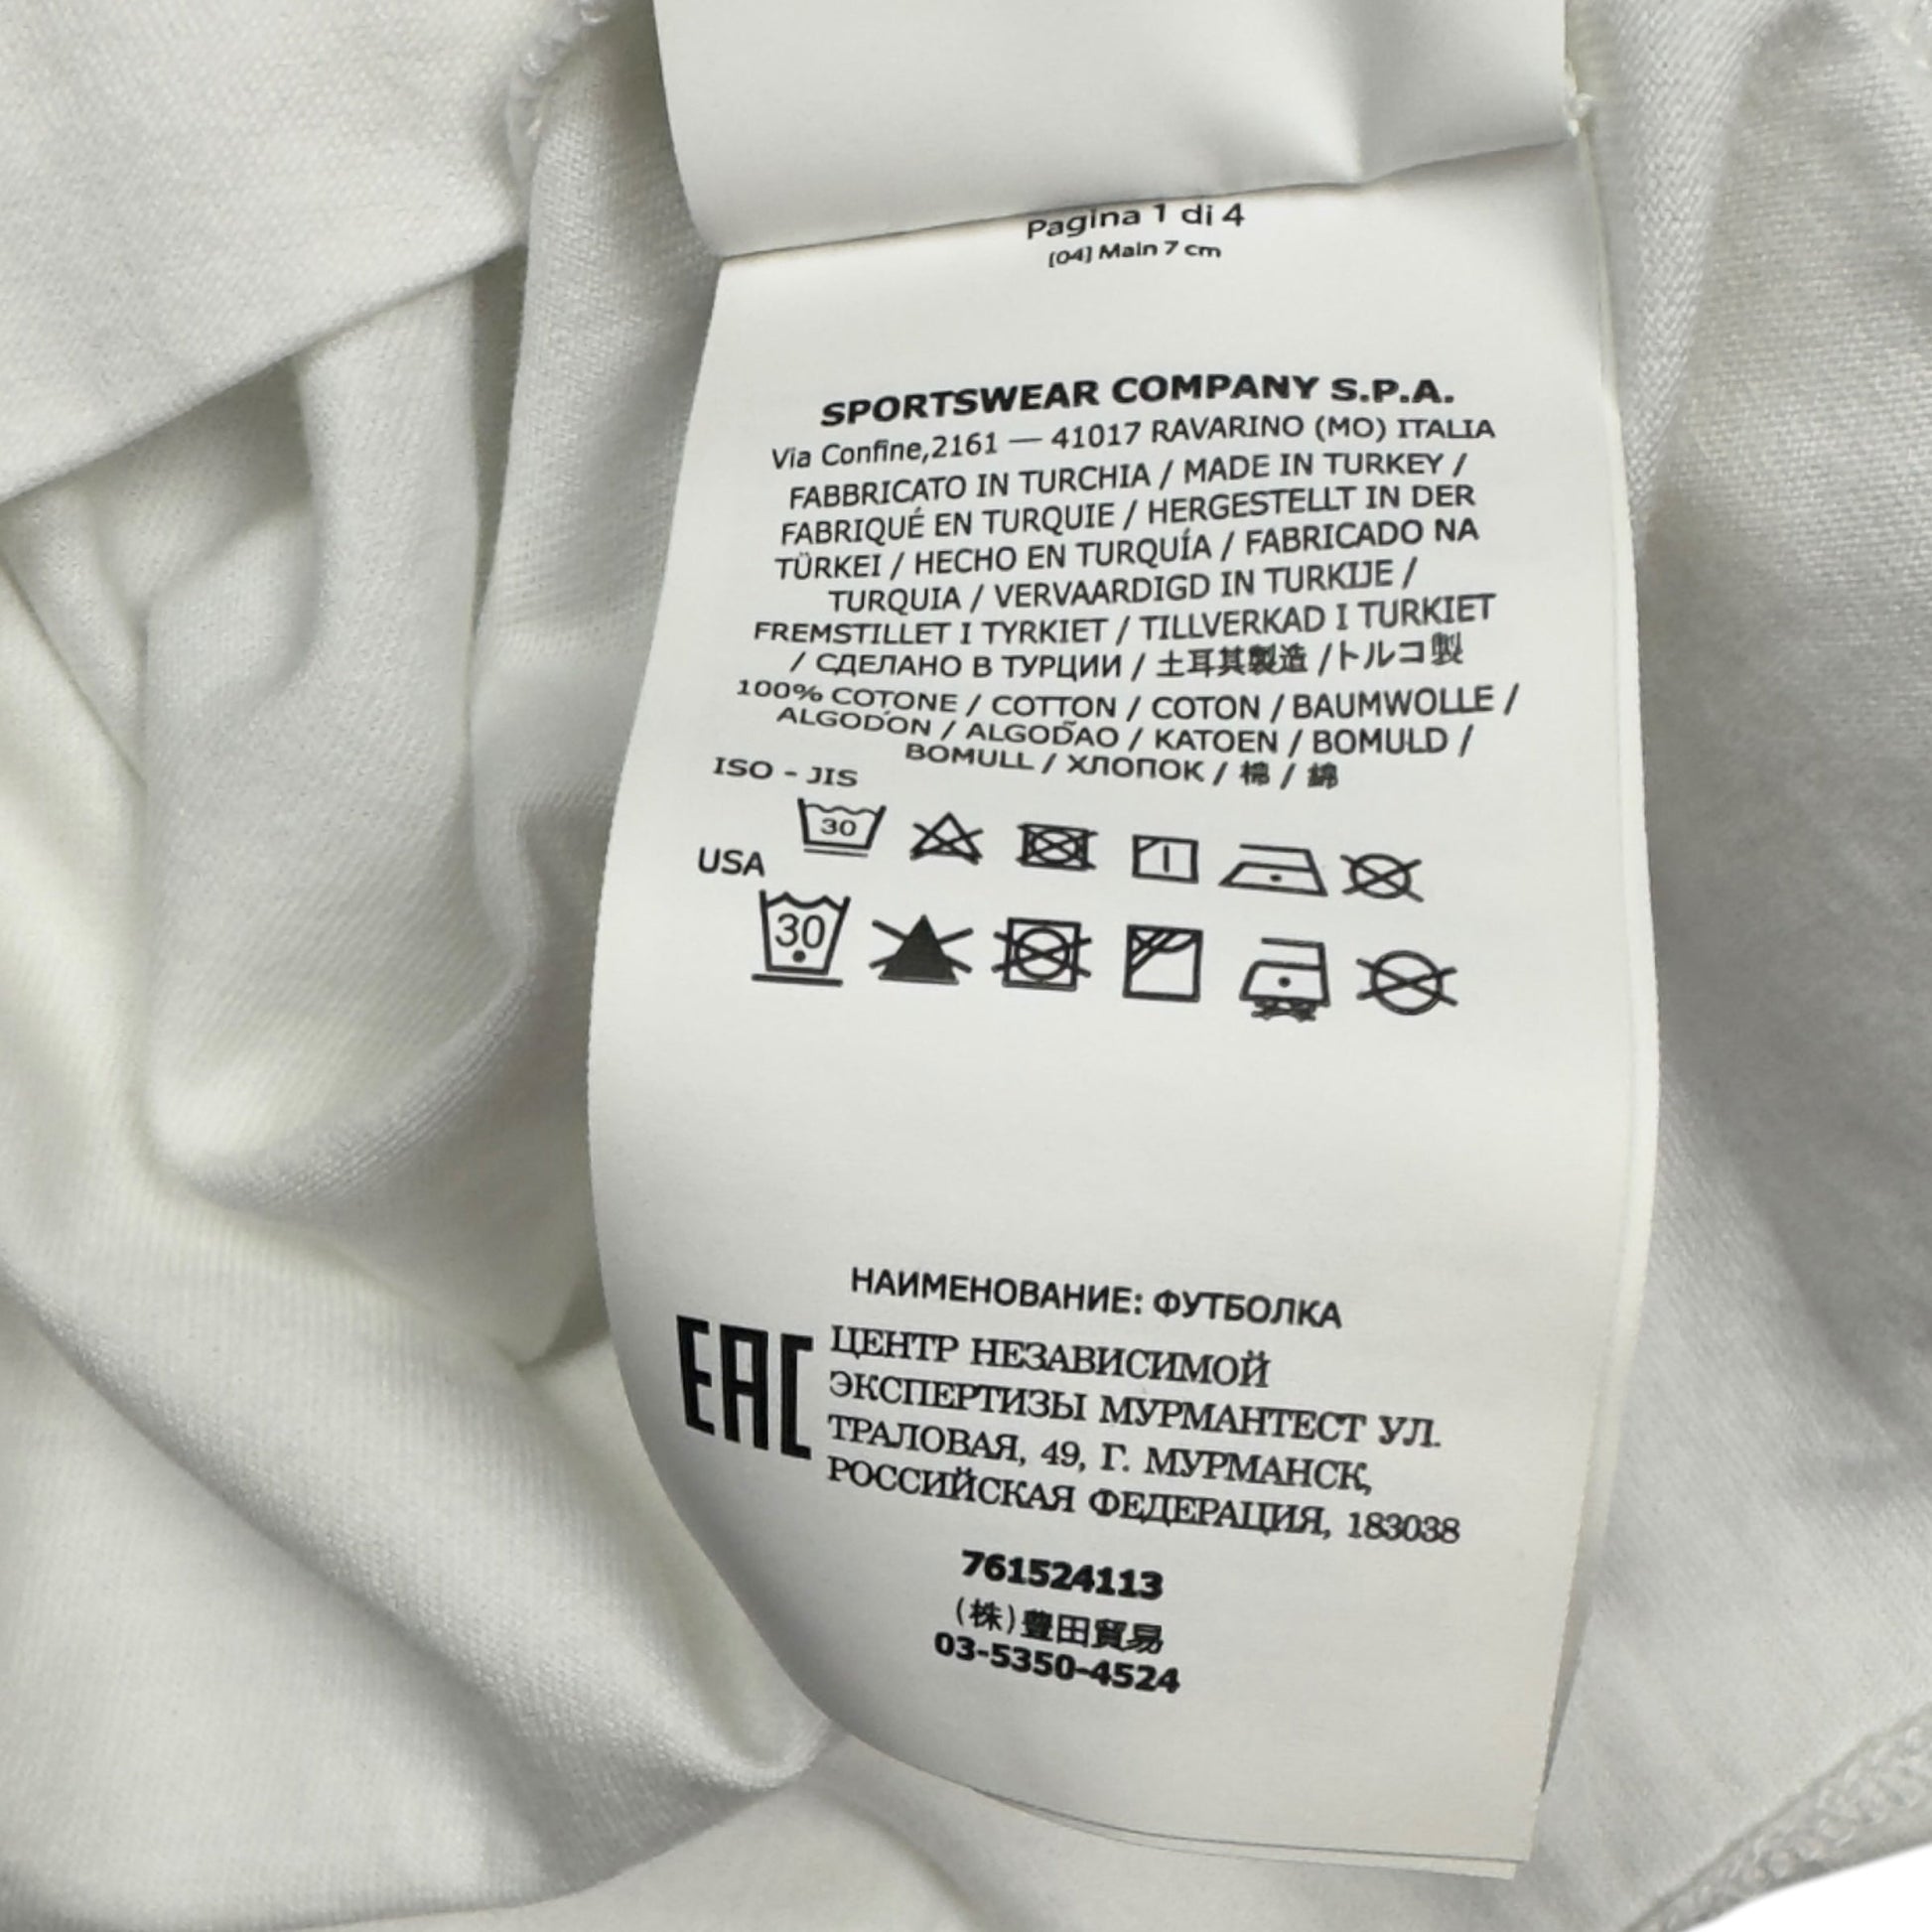 Pagina 1 di 4
[04] Main 7 cm
SPORTSWEAR COMPANY S.P.A.
Via Confine,2161 — 41017 RAVARINO (MO) ITALIA
FABBRICATO IN TURCHIA / MADE IN TURKEY /
FABRIQUÉ EN TURQUIE / HERGESTELLT IN DER
TÜRKEI / HECHO EN TURQUÍA / FABRICADO NA
TURQUIA / VERVAARDIGD IN TURKIJE /
FREMSTILLET I TYRKIET / TILLVERKAD I TURKIET
/ СДЕЛАНО В ТУРЦИИ / 土耳其製造 /トルコ製
100% COTONE / COTTON / COTON / BAUMWOLLE /
ALGODÓN / ALGODÃO / KATOEN / BOMULD /
BOMULL / ХЛОПОК / 棉 / 綿
ISO - JIS
30
USA
30
НАИМЕНОВАНИЕ: ФУТБОЛКА
EAC
ЦЕНТР НЕЗАВИСИМОЙ
ЭКСПЕРТИЗЫ МУРМАНТЕСТ УЛ.
ТРАЛОВАЯ, 49, Г. МУРМАНСК,
РОССИЙСКАЯ ФЕДЕРАЦИЯ, 183038
761524113
(株)豊田貿易
03-5350-4524